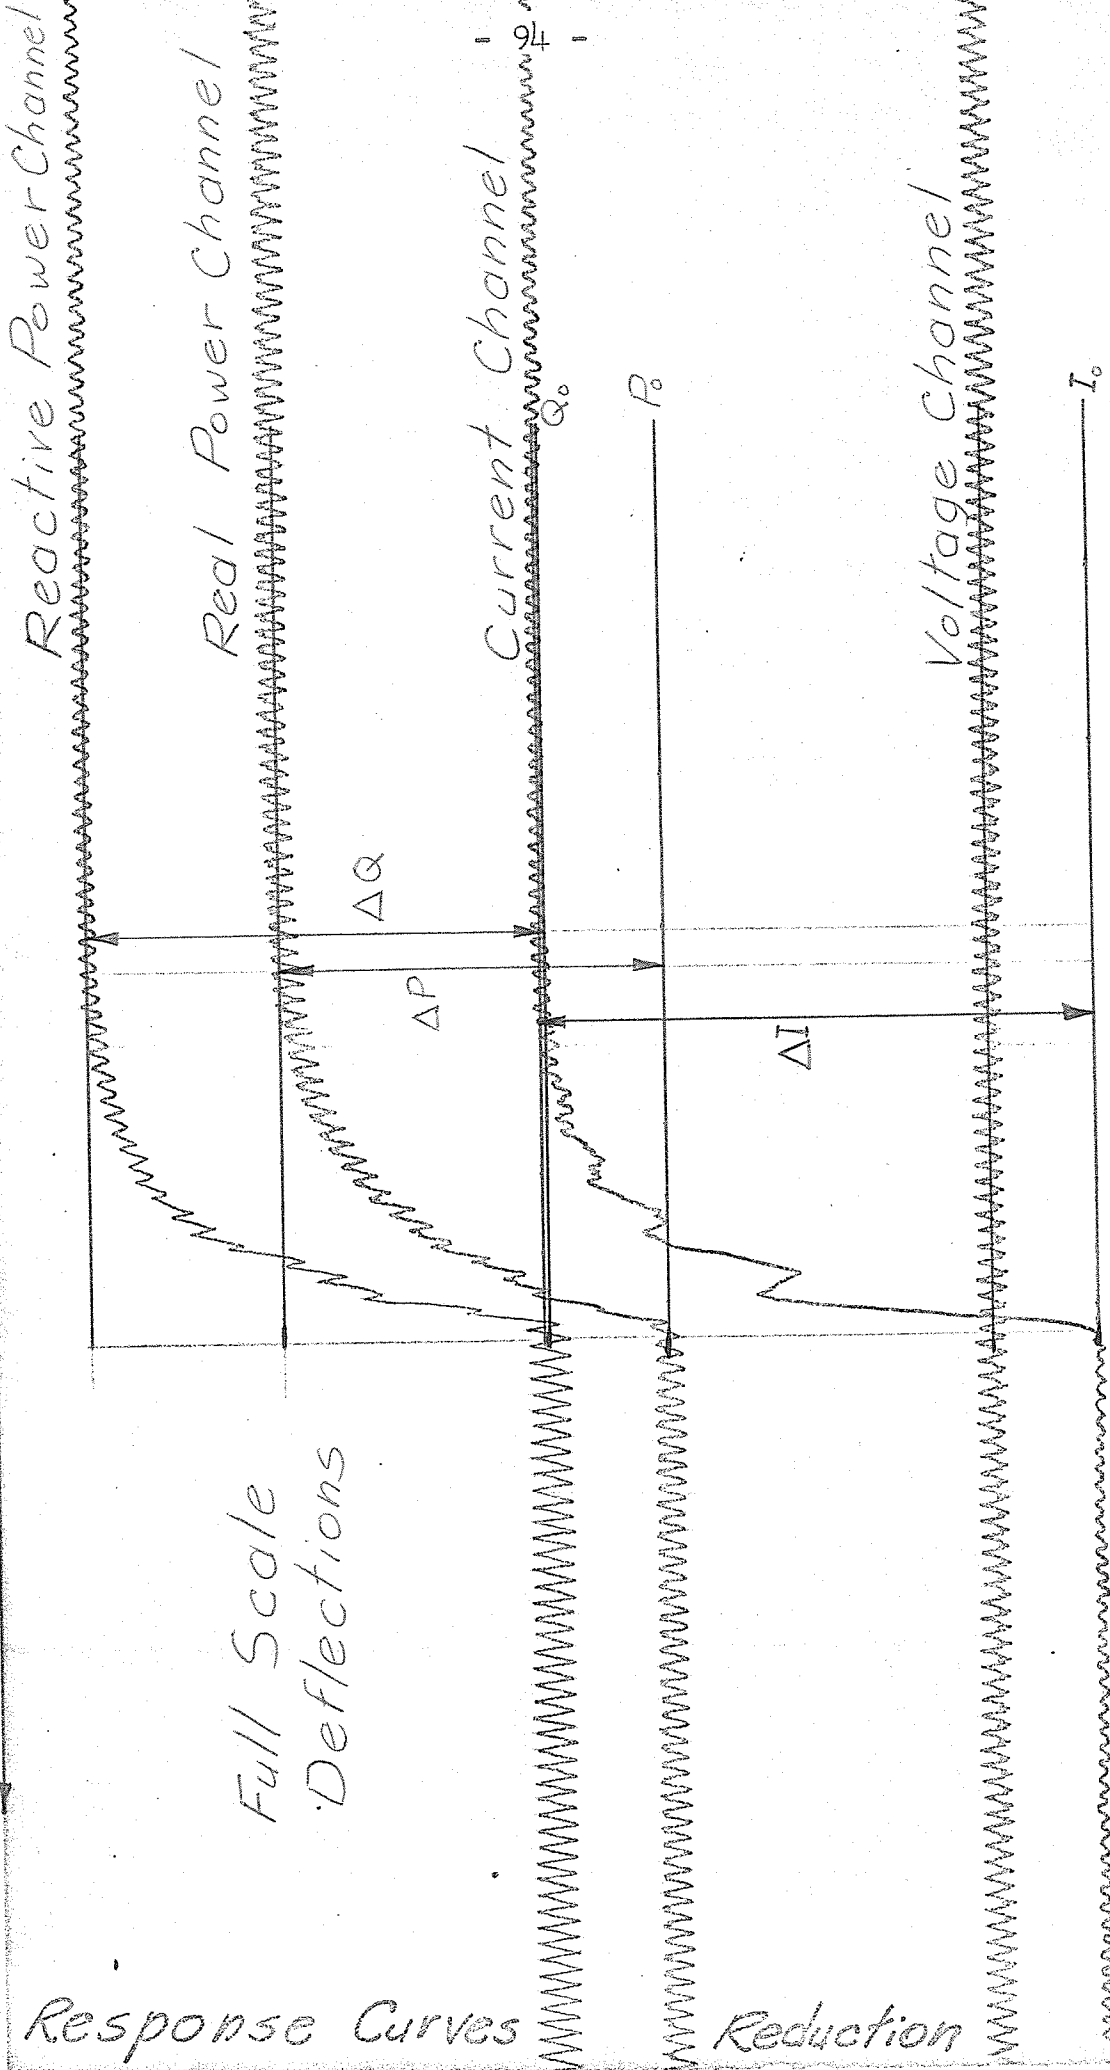 - 94 -
Reactive Power Channel
Real Power Channel
Current Channel
Q₀
P₀
Voltage Channel
I₀
ΔQ
ΔP
ΔI
Full Scale
Deflections
Response Curves
Reduction